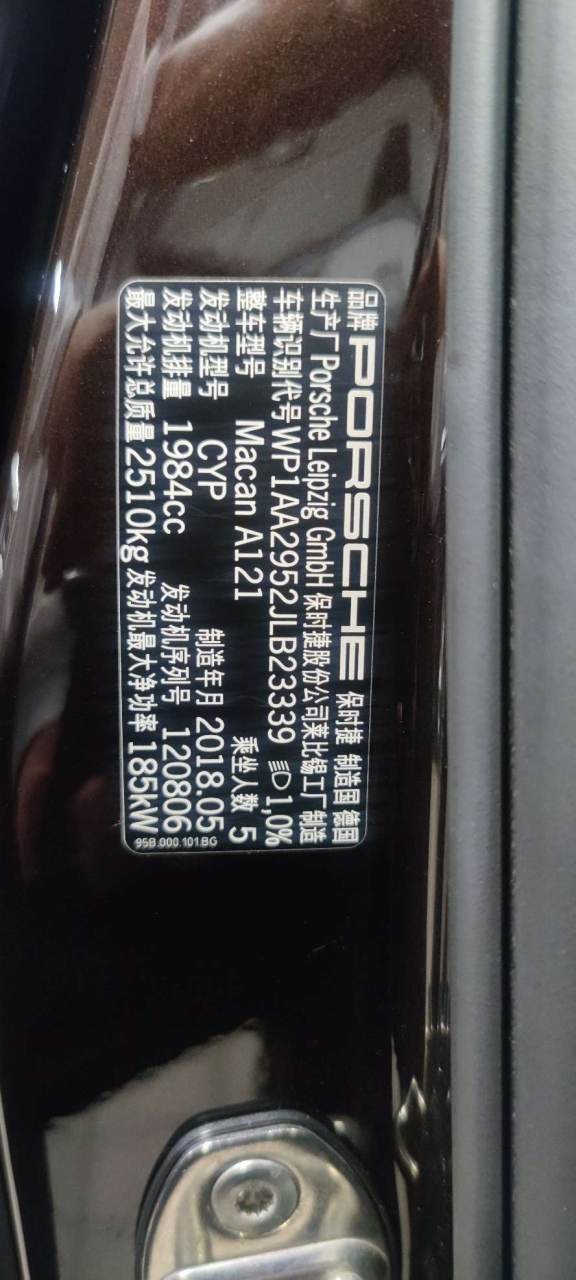 品牌 PORSCHE 保时捷 制造国 德国
生产厂 Porsche Leipzig GmbH 保时捷股份公司莱比锡工厂 制造
车辆识别代号 WP1AA2952JLB23339 1,0%
整车型号 Macan A121 乘坐人数 5
发动机型号 CYP 制造年月 2018.05
发动机排量 1984cc 发动机序列号 120806
最大允许总质量 2510kg 发动机最大净功率 185kW
95B.000.101.BG